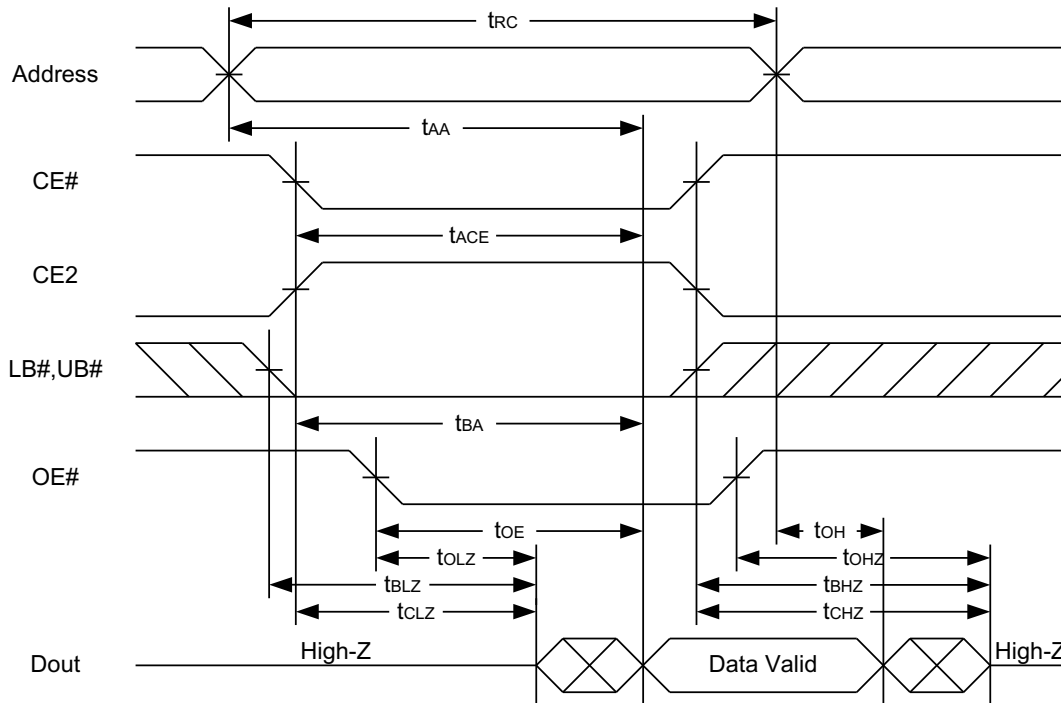 tRC
Address
tAA
CE#
tACE
CE2
LB#,UB#
tBA
OE#
tOE
tOH
tOLZ
tOHZ
tBLZ
tBHZ
tCLZ
tCHZ
High-Z
High-Z
Dout
Data Valid